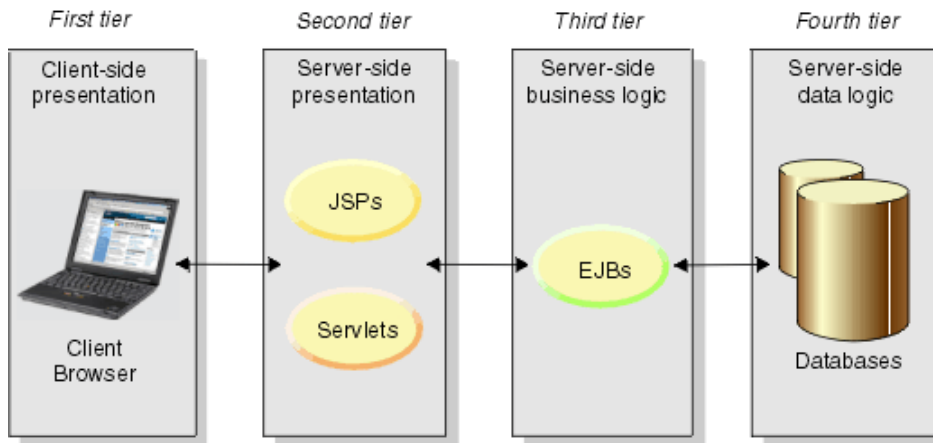 First tier
Second tier
Third tier
Fourth tier
Client-side
presentation
Server-side
presentation
Server-side
business logic
Server-side
data logic
JSPs
EJBs
Servlets
Client
Browser
Databases